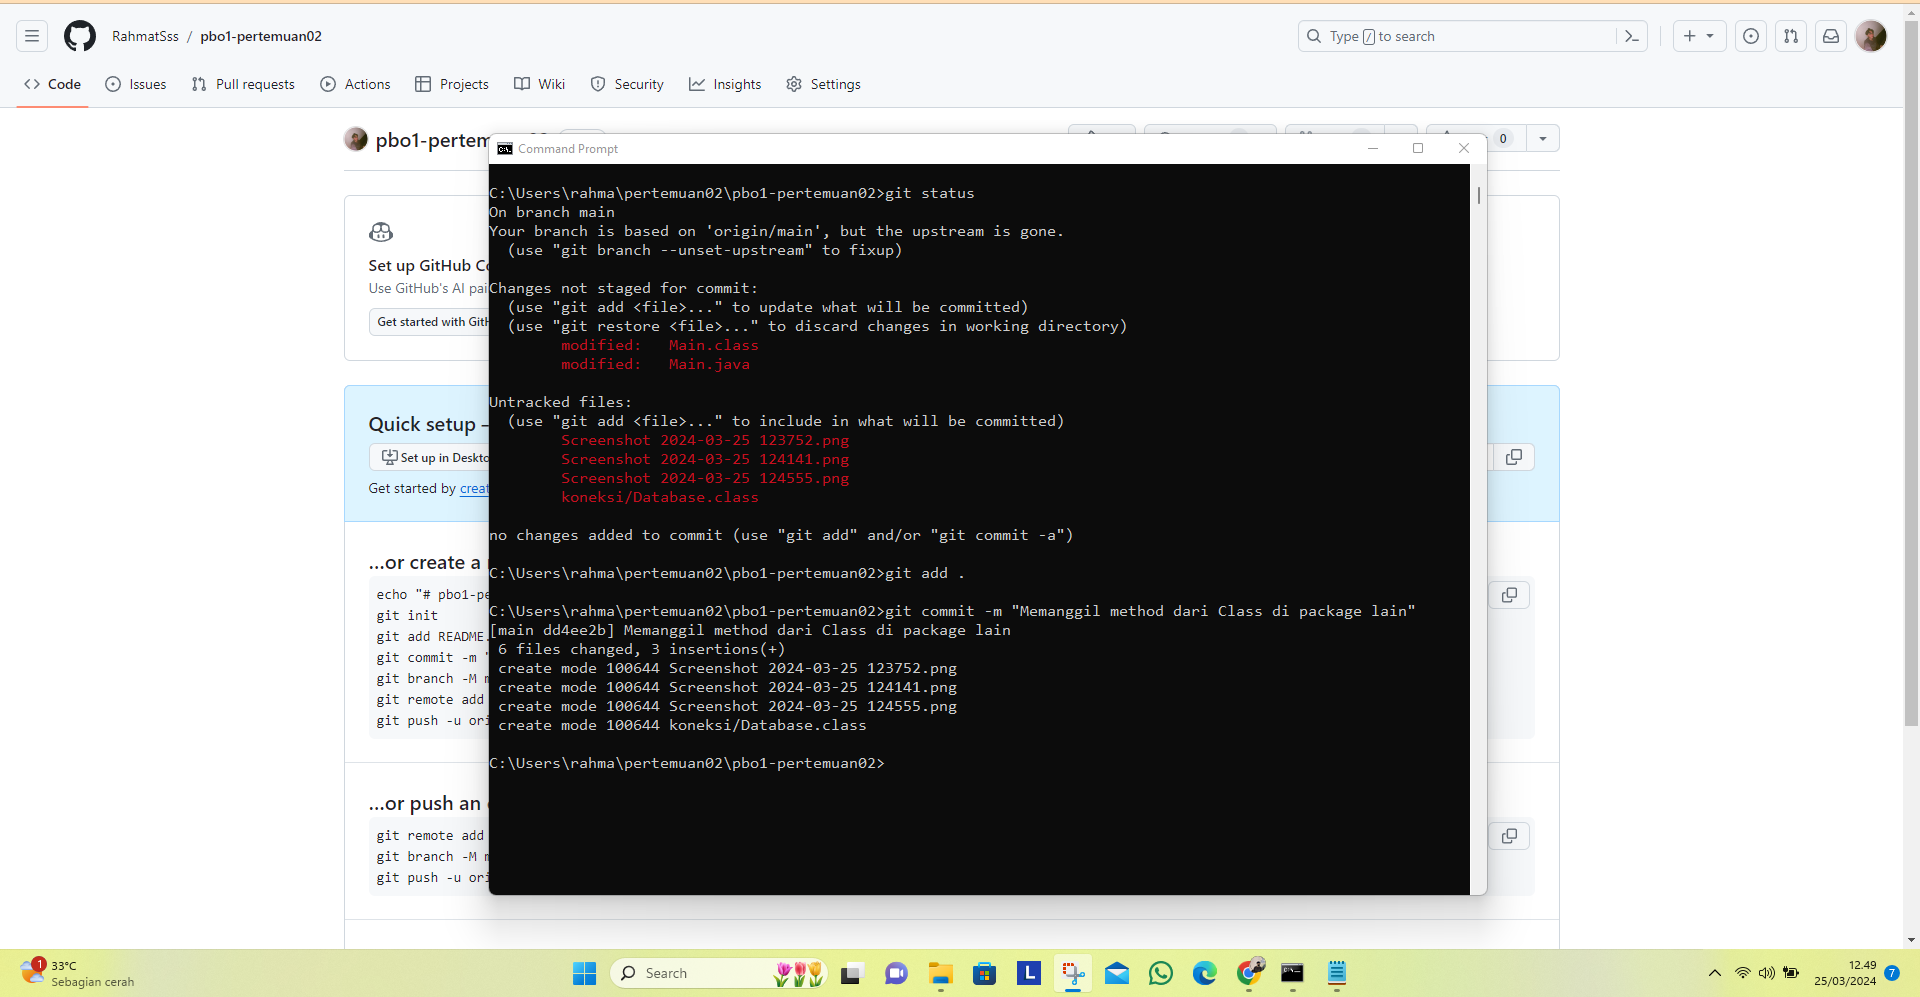 RahmatSss / pbo1-pertemuan02
Type / to search
Code Issues Pull requests Actions Projects Wiki Security Insights Settings
pbo1-pertem
0
Command Prompt
C:\Users\rahma\pertemuan02\pbo1-pertemuan02>git status
On branch main
Your branch is based on 'origin/main', but the upstream is gone.
(use "git branch --unset-upstream" to fixup)
Changes not staged for commit:
(use "git add <file>..." to update what will be committed)
(use "git restore <file>..." to discard changes in working directory)
modified: Main.class
modified: Main.java
Untracked files:
(use "git add <file>..." to include in what will be committed)
Screenshot 2024-03-25 123752.png
Screenshot 2024-03-25 124141.png
Screenshot 2024-03-25 124555.png
koneksi/Database.class
no changes added to commit (use "git add" and/or "git commit -a")
C:\Users\rahma\pertemuan02\pbo1-pertemuan02>git add .
C:\Users\rahma\pertemuan02\pbo1-pertemuan02>git commit -m "Memanggil method dari Class di package lain"
[main dd4ee2b] Memanggil method dari Class di package lain
6 files changed, 3 insertions(+)
create mode 100644 Screenshot 2024-03-25 123752.png
create mode 100644 Screenshot 2024-03-25 124141.png
create mode 100644 Screenshot 2024-03-25 124555.png
create mode 100644 koneksi/Database.class
C:\Users\rahma\pertemuan02\pbo1-pertemuan02>
Set up GitHub Co
Use GitHub's AI pai
Get started with GitH
Quick setup –
Set up in Deskto
Get started by creat
...or create a
echo "# pbo1-pe
git init
git add README.
git commit -m "
git branch -M m
git remote add
git push -u ori
...or push an
git remote add
git branch -M m
git push -u ori
1
33°C
Sebagian cerah
Search
L
12.49
25/03/2024
7